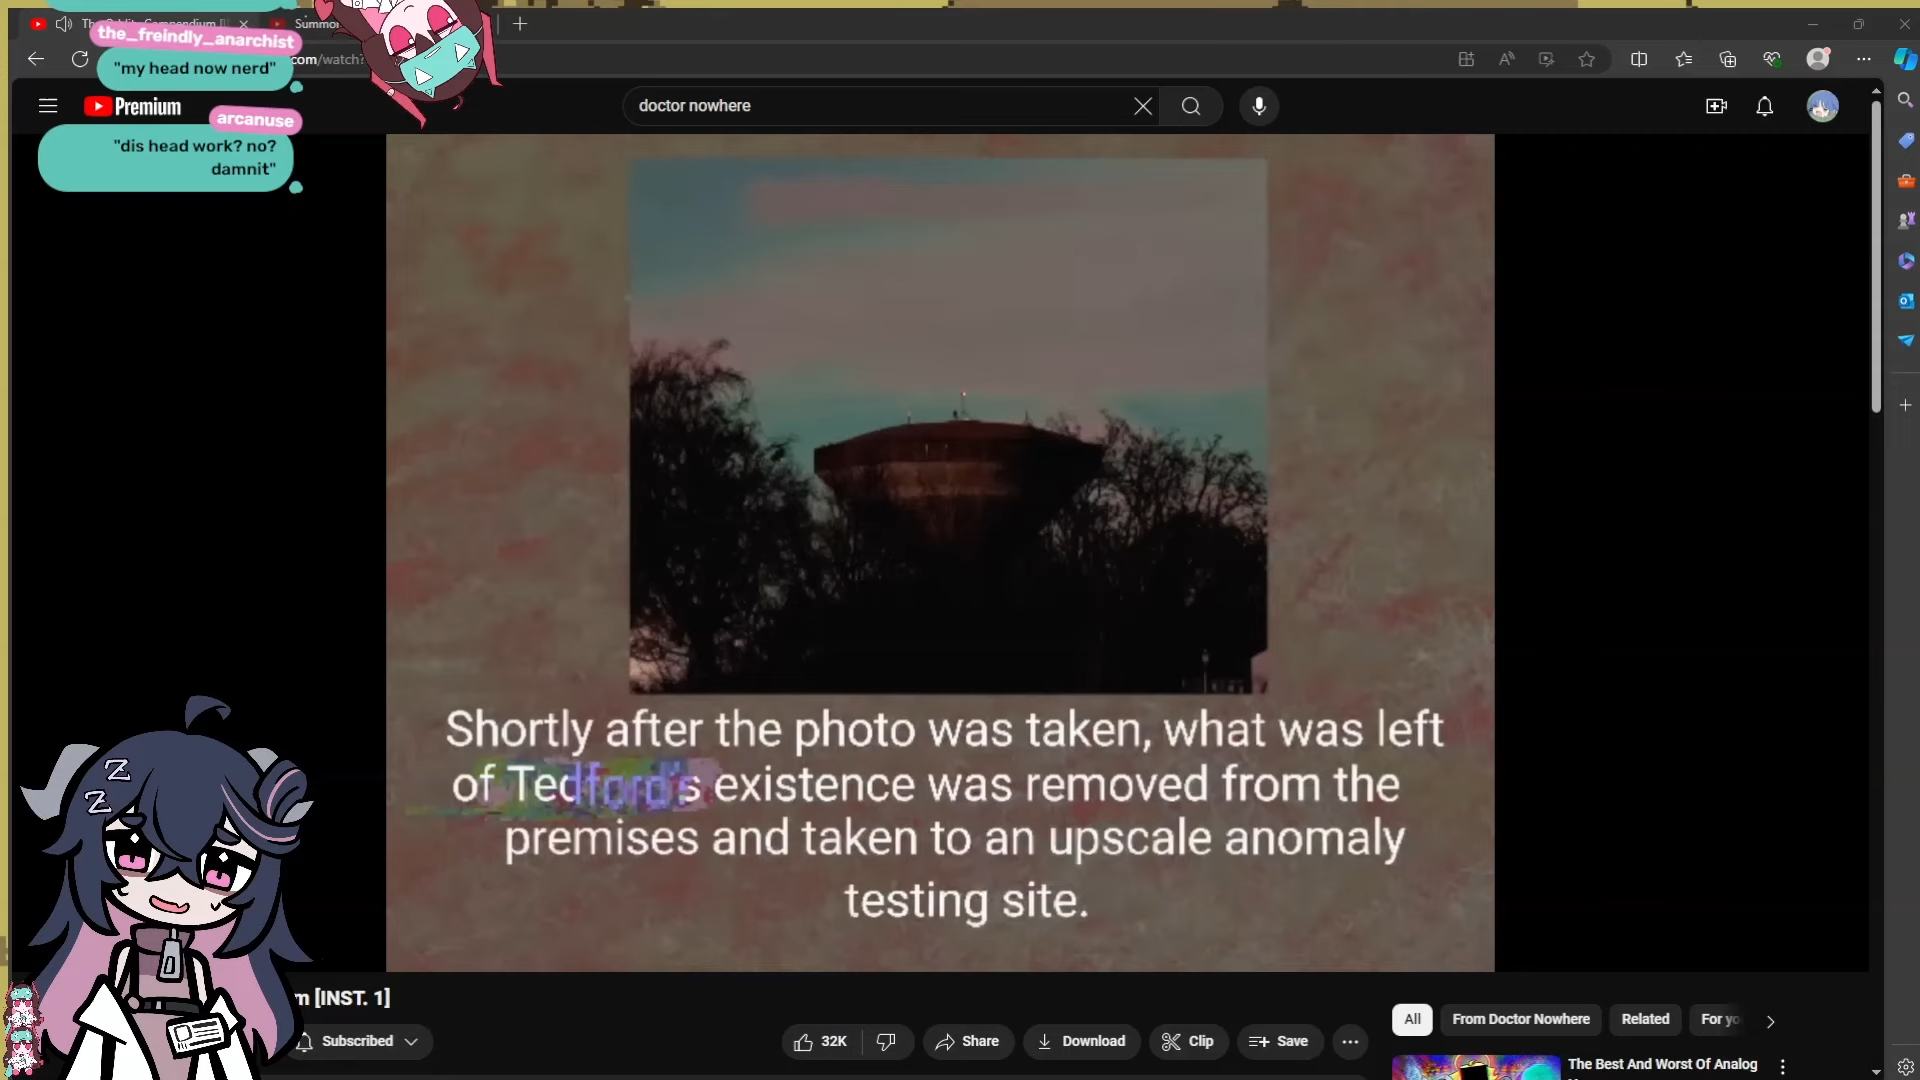 Summon
the_freindly_anarchist
"my head now nerd"
com/watch?
Premium
doctor nowhere
arcanuse
"dis head work? no?
damnit"
Shortly after the photo was taken, what was left
of Tedford's existence was removed from the
premises and taken to an upscale anomaly
testing site.
Z
Z
m [INST. 1]
Subscribed
32K
Share
Download
Clip
Save
All
From Doctor Nowhere
Related
For yo
The Best And Worst Of Analog